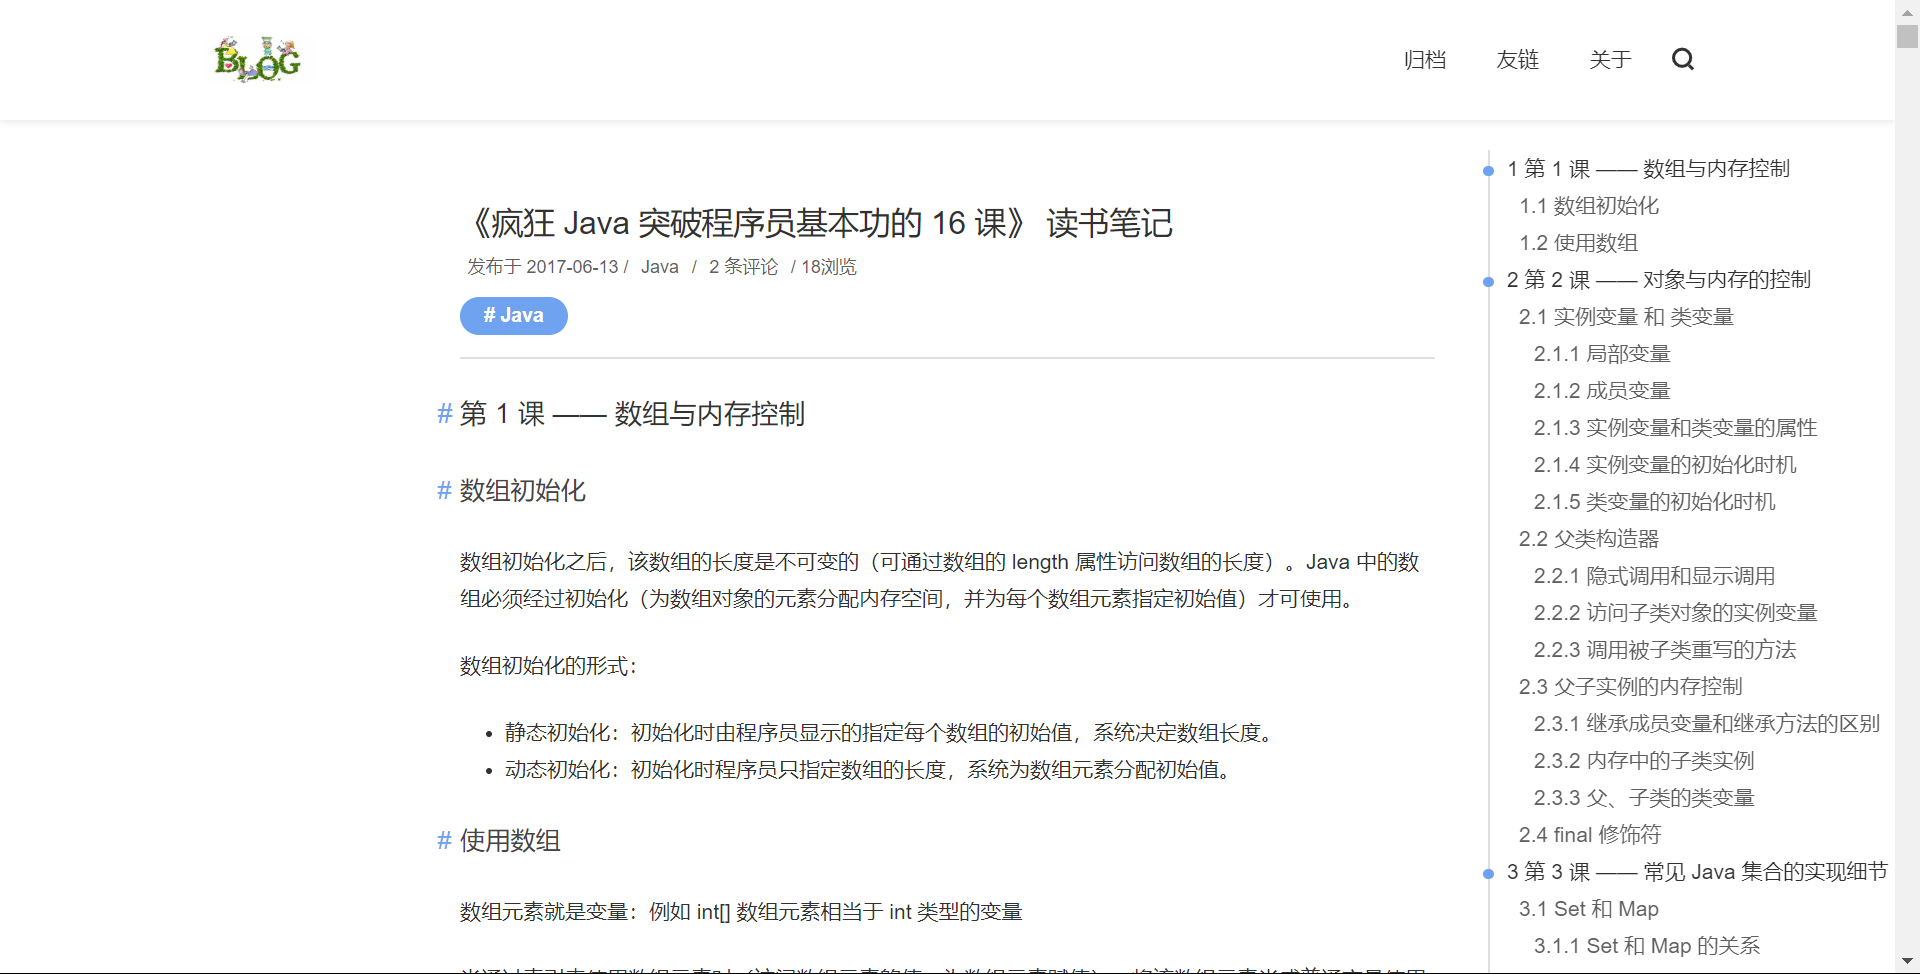 BLOG
归档 友链 关于
《疯狂 Java 突破程序员基本功的 16 课》 读书笔记
发布于 2017-06-13 / Java / 2 条评论 / 18浏览
# Java
# 第 1 课 —— 数组与内存控制
# 数组初始化
数组初始化之后，该数组的长度是不可变的（可通过数组的 length 属性访问数组的长度）。Java 中的数
组必须经过初始化（为数组对象的元素分配内存空间，并为每个数组元素指定初始值）才可使用。
数组初始化的形式：
• 静态初始化：初始化时由程序员显示的指定每个数组的初始值，系统决定数组长度。
• 动态初始化：初始化时程序员只指定数组的长度，系统为数组元素分配初始值。
# 使用数组
数组元素就是变量：例如 int[] 数组元素相当于 int 类型的变量
1 第 1 课 —— 数组与内存控制
1.1 数组初始化
1.2 使用数组
2 第 2 课 —— 对象与内存的控制
2.1 实例变量 和 类变量
2.1.1 局部变量
2.1.2 成员变量
2.1.3 实例变量和类变量的属性
2.1.4 实例变量的初始化时机
2.1.5 类变量的初始化时机
2.2 父类构造器
2.2.1 隐式调用和显示调用
2.2.2 访问子类对象的实例变量
2.2.3 调用被子类重写的方法
2.3 父子实例的内存控制
2.3.1 继承成员变量和继承方法的区别
2.3.2 内存中的子类实例
2.3.3 父、子类的类变量
2.4 final 修饰符
3 第 3 课 —— 常见 Java 集合的实现细节
3.1 Set 和 Map
3.1.1 Set 和 Map 的关系